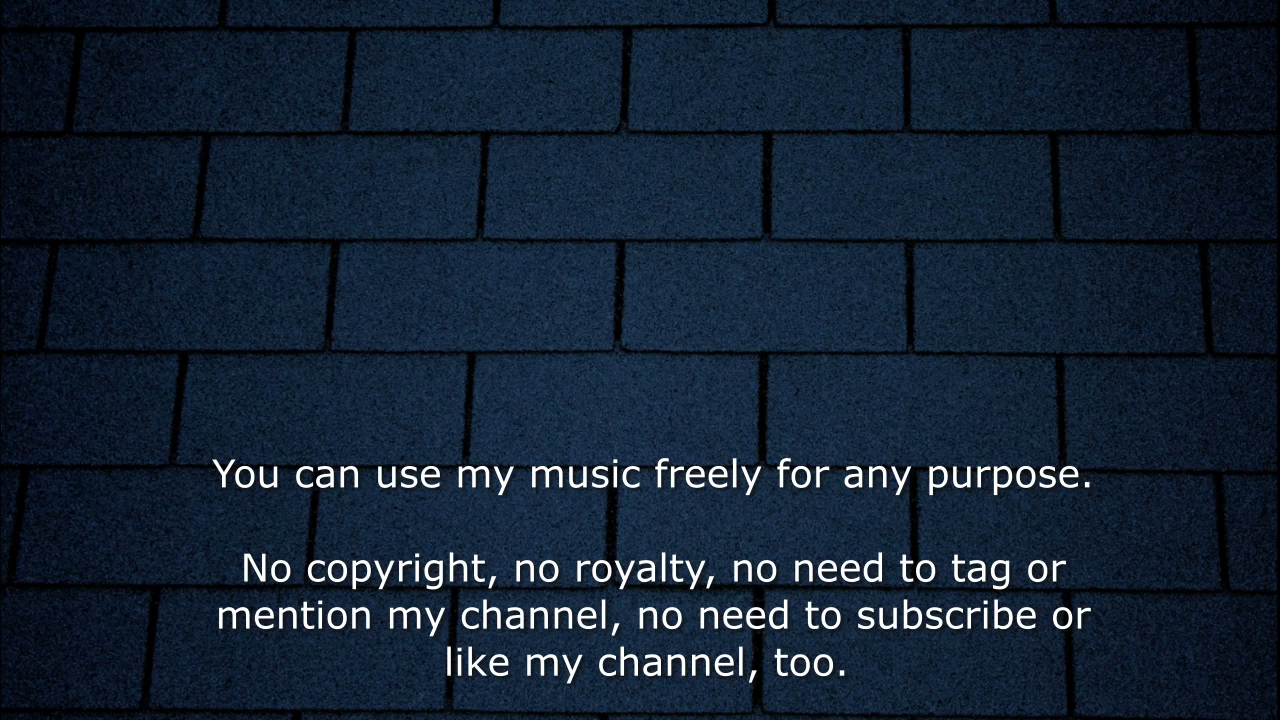 You can use my music freely for any purpose.
No copyright, no royalty, no need to tag or
mention my channel, no need to subscribe or
like my channel, too.